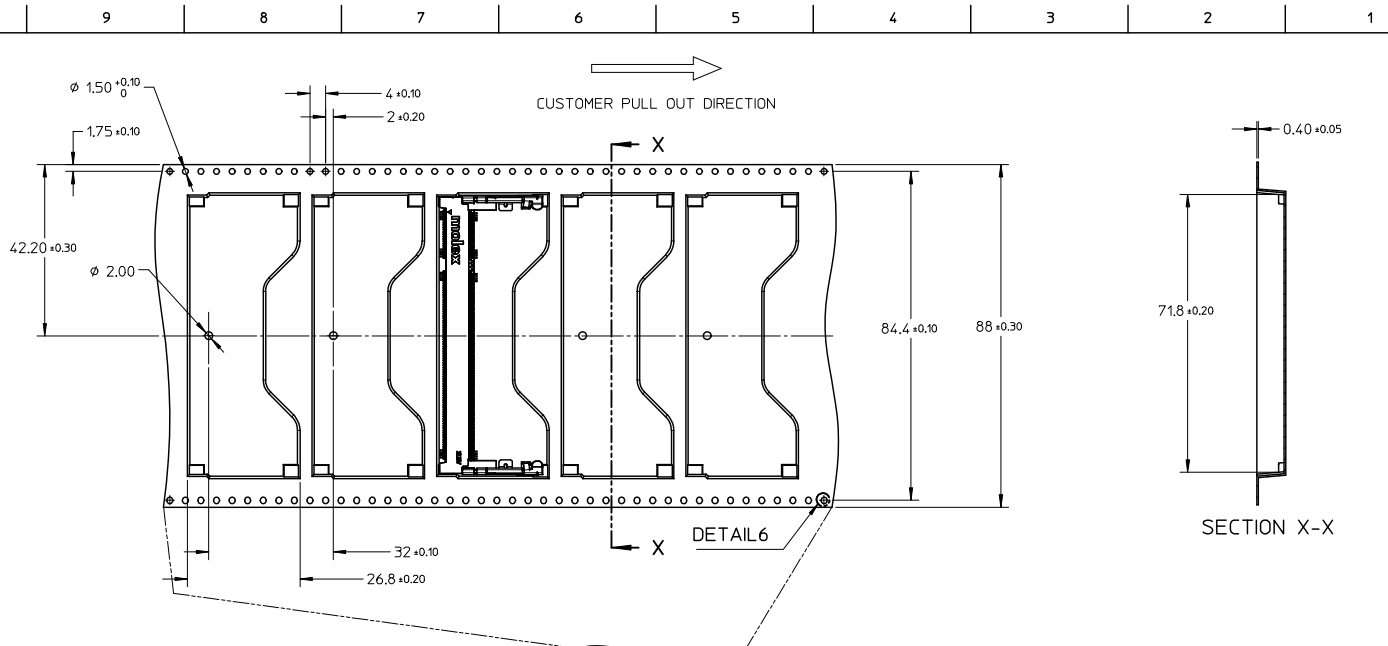 9 8 7 6 5 4 3 2 1
CUSTOMER PULL OUT DIRECTION
Ø 1.50 +0.10 0
4 ±0.10
2 ±0.20
1.75 ±0.10
X
0.40 ±0.05
molex
42.20 ±0.30
Ø 2.00
84.4 ±0.10
88 ±0.30
71.8 ±0.20
DETAIL6
X
SECTION X-X
32 ±0.10
26.8 ±0.20